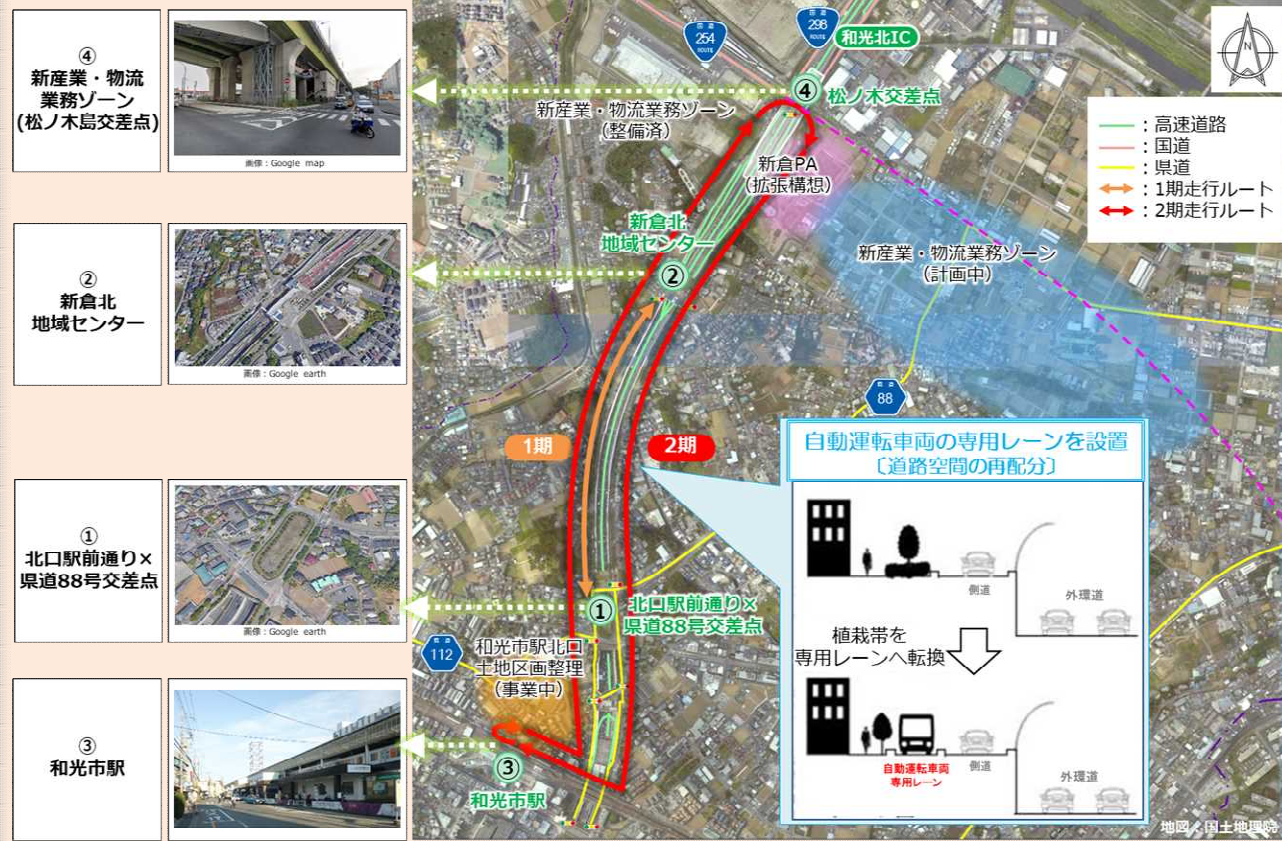 ④
新産業・物流
業務ゾーン
(松ノ木島交差点)
画像：Google map
②
新倉北
地域センター
画像：Google earth
①
北口駅前通り×
県道88号交差点
画像：Google earth
③
和光市駅
国道
254
ROUTE
国道
298
ROUTE
和光北IC
④
松ノ木交差点
新産業・物流業務ゾーン
（整備済）
新倉PA
（拡張構想）
新倉北
地域センター
②
新産業・物流業務ゾーン
（計画中）
N
：高速道路
：国道
：県道
：1期走行ルート
：2期走行ルート
県道
88
1期
2期
①
北口駅前通り×
県道88号交差点
県道
112
和光市駅北口
土地区画整理
（事業中）
③
和光市駅
自動運転車両の専用レーンを設置
〔道路空間の再配分〕
側道
外環道
植栽帯を
専用レーンへ転換
自動運転車両
専用レーン
側道
外環道
地図：国土地理院